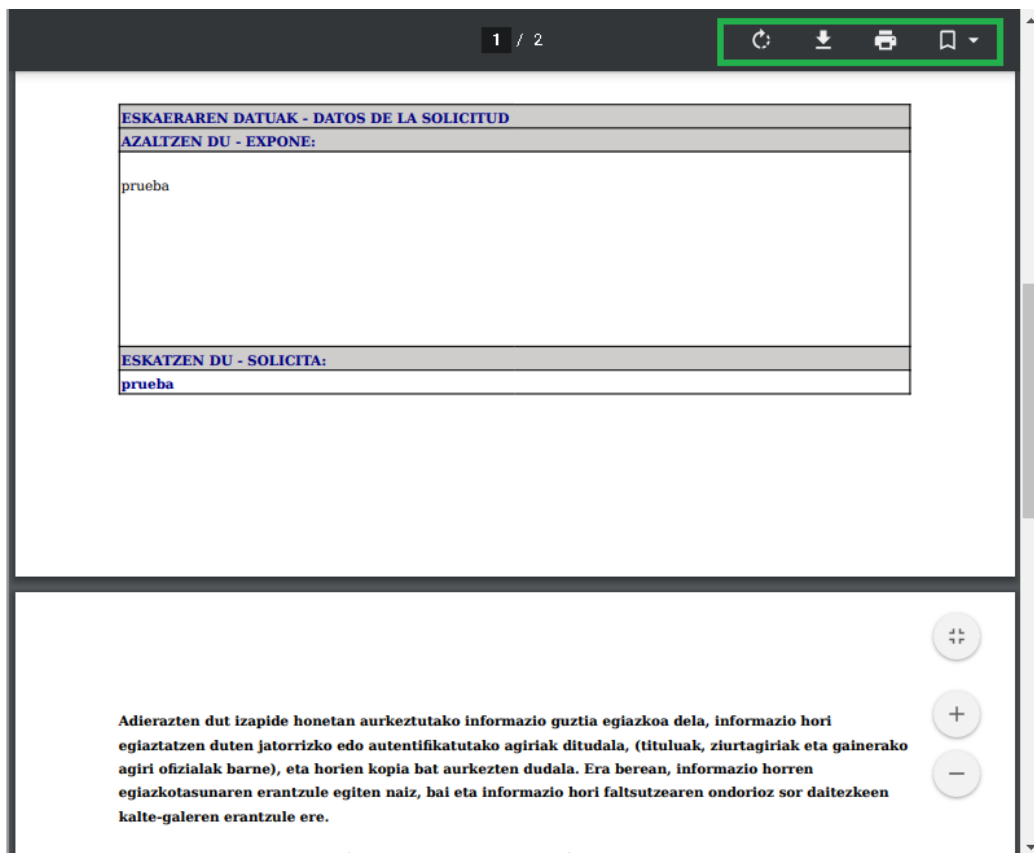 1 / 2
ESKAERAREN DATUAK - DATOS DE LA SOLICITUD
AZALTZEN DU - EXPONE:
prueba
ESKATZEN DU - SOLICITA:
prueba
Adierazten dut izapide honetan aurkeztutako informazio guztia egiazkoa dela, informazio hori
egiaztatzen duten jatorrizko edo autentifikatutako agiriak ditudala, (tituluak, ziurtagiriak eta gainerako
agiri ofizialak barne), eta horien kopia bat aurkezten dudala. Era berean, informazio horren
egiazkotasunaren erantzule egiten naiz, bai eta informazio hori faltsutzearen ondorioz sor daitezkeen
kalte-galeren erantzule ere.